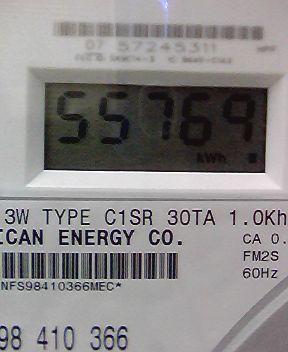 07 57245311
55769
kWh
3W TYPE C1SR 30TA 1.0Kh
ICAN ENERGY CO.
CA 0.
FM2S
60Hz
NFS98410366MEC*
98 410 366